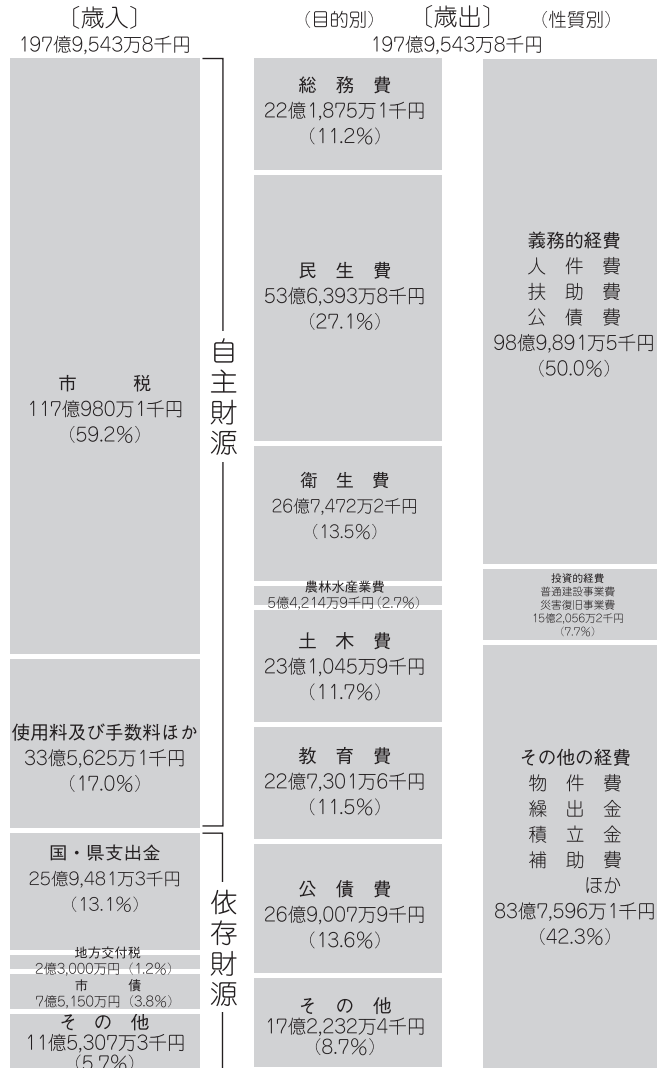 〔歳入〕
197億9,543万8千円
市 税
117億980万1千円
(59.2%)
使用料及び手数料ほか
33億5,625万1千円
(17.0%)
国・県支出金
25億9,481万3千円
(13.1%)
地方交付税
2億3,000万円 (1.2%)
市 債
7億5,150万円 (3.8%)
そ の 他
11億5,307万3千円
(5.7%)
自主財源
依存財源
(目的別) 〔歳出〕 (性質別)
197億9,543万8千円
総 務 費
22億1,875万1千円
(11.2%)
民 生 費
53億6,393万8千円
(27.1%)
衛 生 費
26億7,472万2千円
(13.5%)
農林水産業費
5億4,214万9千円(2.7%)
土 木 費
23億1,045万9千円
(11.7%)
教 育 費
22億7,301万6千円
(11.5%)
公 債 費
26億9,007万9千円
(13.6%)
そ の 他
17億2,232万4千円
(8.7%)
義務的経費
人 件 費
扶 助 費
公 債 費
98億9,891万5千円
(50.0%)
投資的経費
普通建設事業費
災害復旧事業費
15億2,056万2千円
(7.7%)
その他の経費
物 件 費
繰 出 金
積 立 金
補 助 費
ほか
83億7,596万1千円
(42.3%)